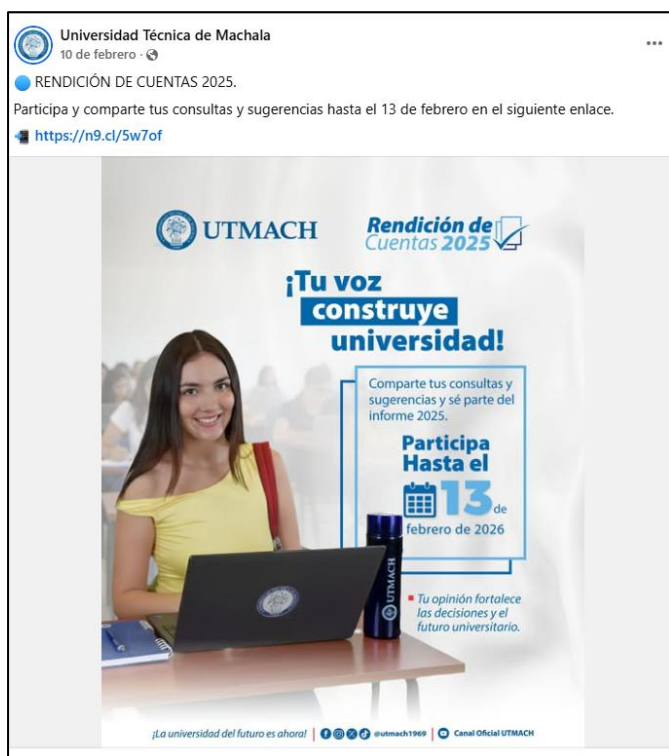 Universidad Técnica de Machala
10 de febrero
RENDICIÓN DE CUENTAS 2025.
Participa y comparte tus consultas y sugerencias hasta el 13 de febrero en el siguiente enlace.
https://n9.cl/5w7of
UTMACH
Rendición de
Cuentas 2025
¡Tu voz
construye
universidad!
Comparte tus consultas y
sugerencias y sé parte del
informe 2025.
Participa
Hasta el
13 de
febrero de 2026
UTMACH
Tu opinión fortalece
las decisiones y el
futuro universitario.
¡La universidad del futuro es ahora! | @utmach1969 | Canal Oficial UTMACH